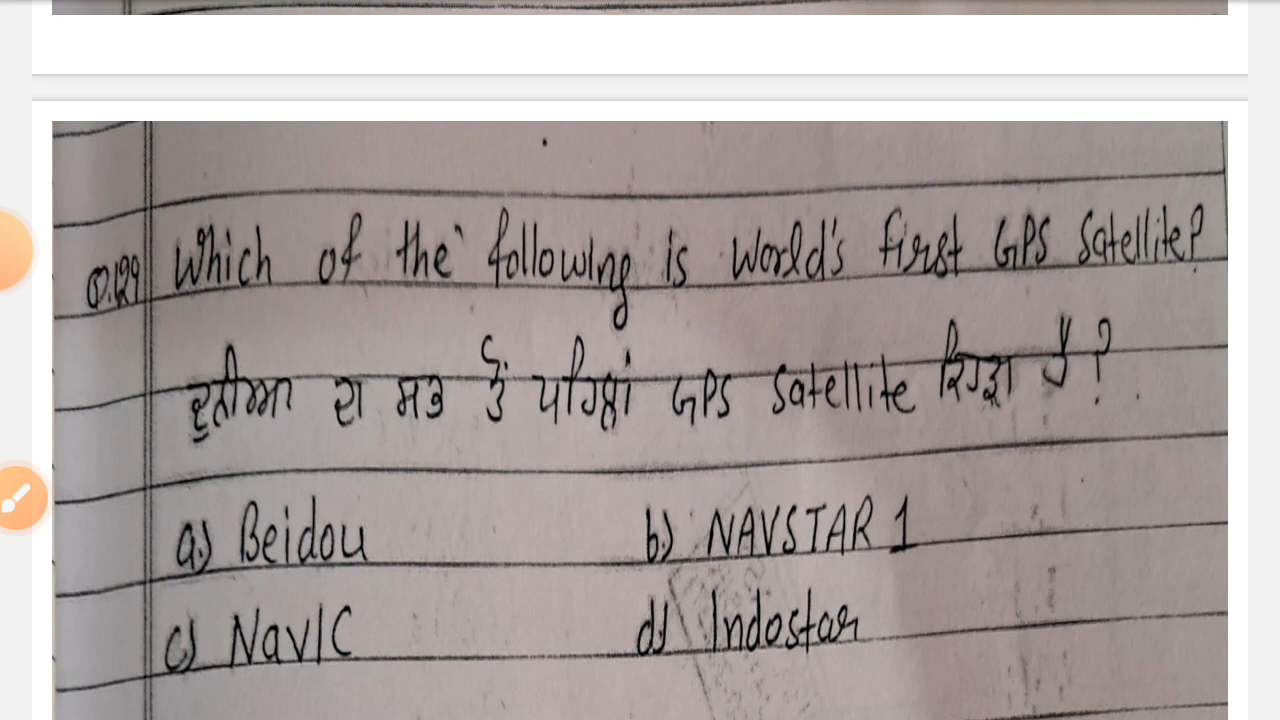 Q.129 Which of the following is World's first GPS Satellite?
ਦੁਨੀਆ ਦਾ ਸਭ ਤੋਂ ਪਹਿਲਾਂ GPS Satellite ਕਿਹੜਾ ਹੈ?
a) Beidou b) NAVSTAR 1
c) NavIC d) Indostar